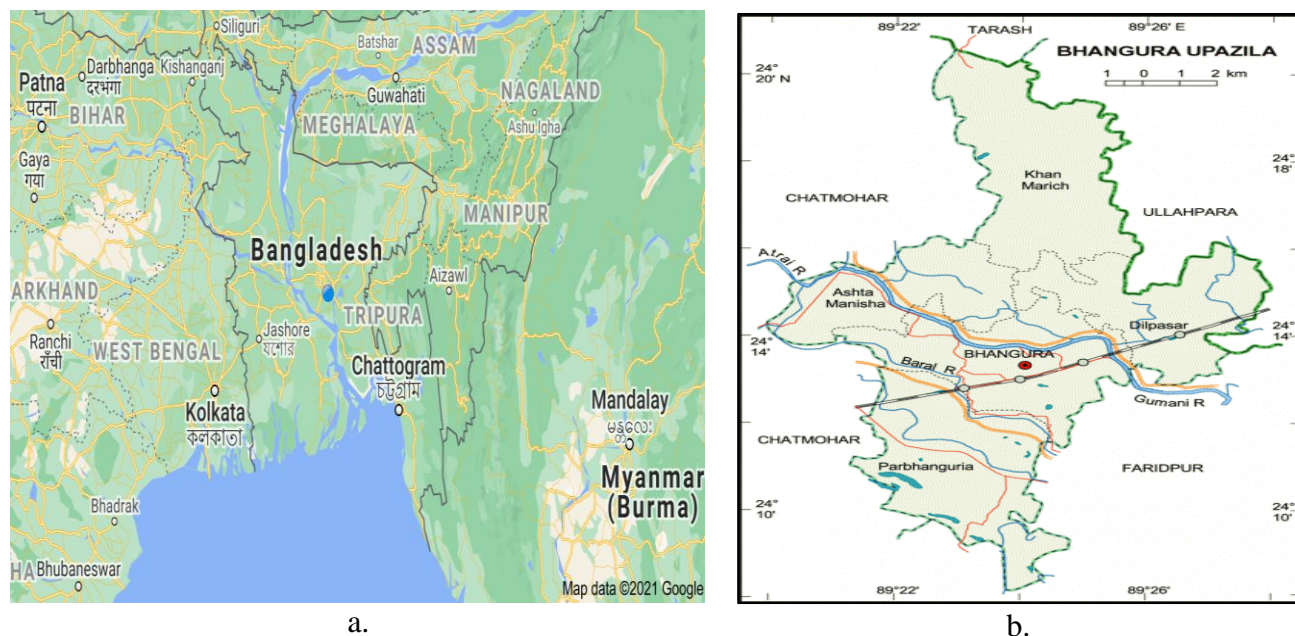 Siliguri
Batshar
ASSAM
Darbhanga
दरभंगा
Kishanganj
Patna
पटना
BIHAR
Guwahati
NAGALAND
MEGHALAYA
Ashu Igha
Gaya
गया
MANIPUR
Bangladesh
Aizawl
ARKHAND
TRIPURA
Ranchi
राँची
WEST BENGAL
Jashore
যশোর
Chattogram
চট্টগ্রাম
Kolkata
কলকাতা
Mandalay
မန္တလေး
Myanmar
(Burma)
Bhadrak
HA
Bhubaneswar
Map data ©2021 Google
a.
89°22'
TARASH
89°26' E
BHANGURA UPAZILA
24°
20' N
1 0 1 2 km
24°
18'
Khan
Marich
CHATMOHAR
ULLAHPARA
Atrai R
Ashta
Manisha
Dilpasar
24°
14'
24°
14'
BHANGURA
Baral R
Gumani R
CHATMOHAR
Parbhanguria
FARIDPUR
24°
10'
24°
10'
89°22'
89°26'
b.